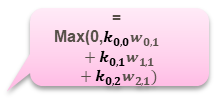 =
Max(0,k₀,₀w₀,₁
+ k₀,₁w₁,₁
+ k₀,₂w₂,₁)